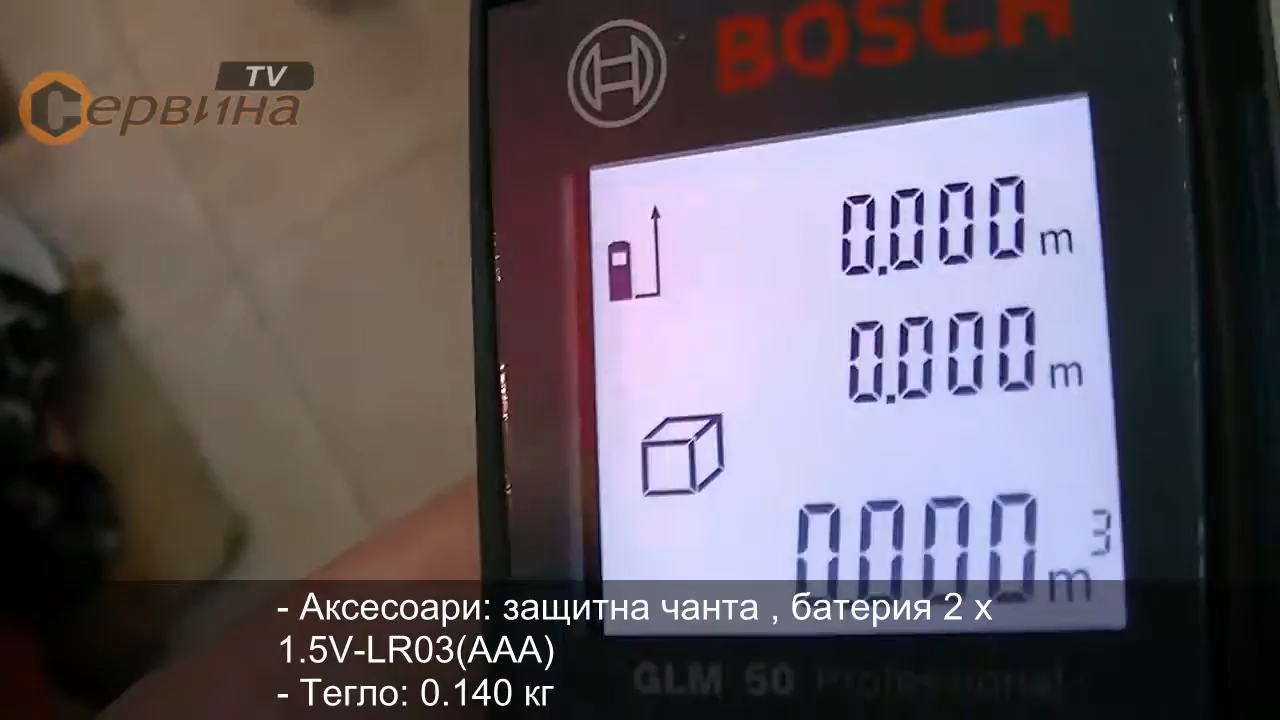 TV
Сервина
BOSCH
0.000 m
0.000 m
0.000 m³
- Аксесоари: защитна чанта , батерия 2 x
1.5V-LR03(AAA)
- Тегло: 0.140 кг
GLM 50 Professional